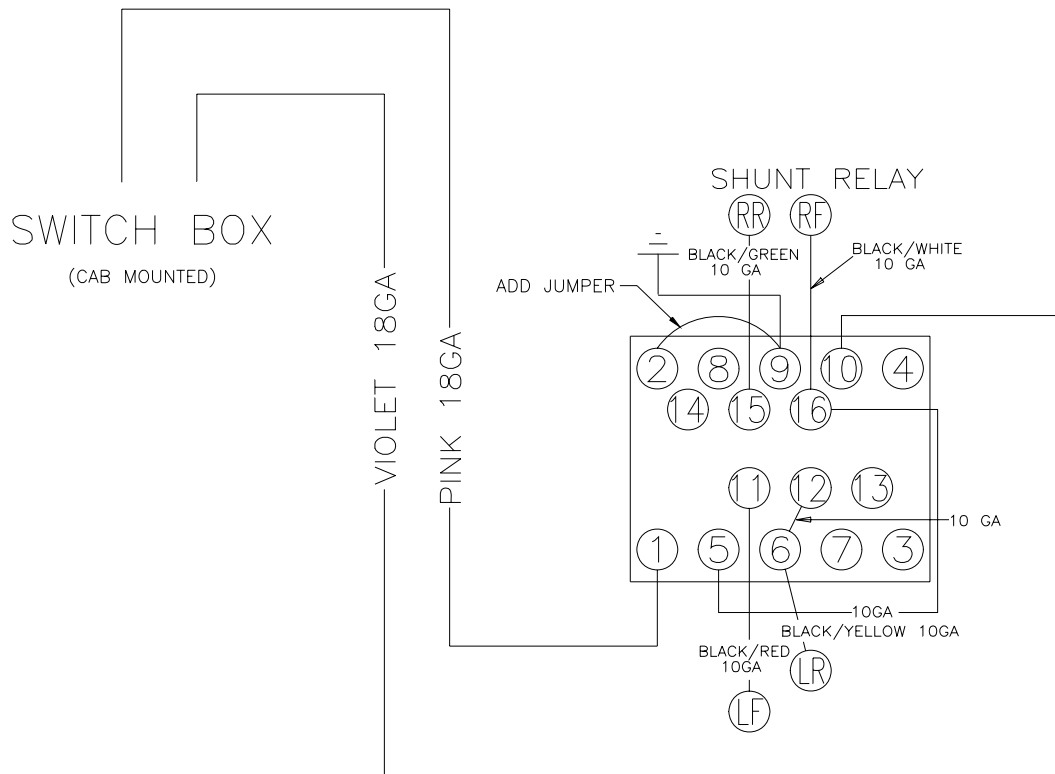 SHUNT RELAY
RR RF
SWITCH BOX
(CAB MOUNTED)
-
BLACK/GREEN
10 GA
BLACK/WHITE
10 GA
ADD JUMPER
VIOLET 18GA
PINK 18GA
2 8 9 10 4
14 15 16
11 12 13
10 GA
1 5 6 7 3
10GA
BLACK/YELLOW 10GA
BLACK/RED
10GA
LR
LF